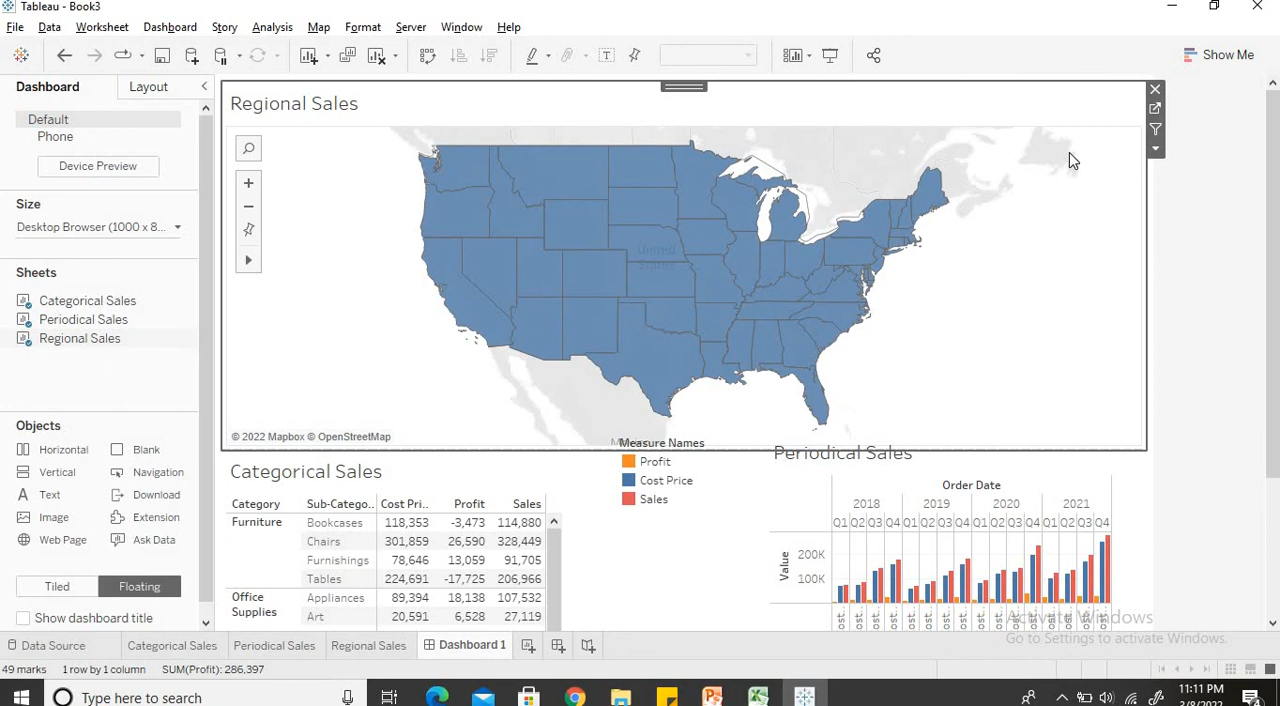 Tableau - Book3
File Data Worksheet Dashboard Story Analysis Map Format Server Window Help
Show Me
Dashboard Layout
Default
Phone
Device Preview
Size
Desktop Browser (1000 x 8...
Sheets
Categorical Sales
Periodical Sales
Regional Sales
Objects
Horizontal Blank
Vertical Navigation
Text Download
Image Extension
Web Page Ask Data
Tiled Floating
Show dashboard title
Regional Sales
United
States
© 2022 Mapbox © OpenStreetMap
Measure Names
Profit
Cost Price
Sales
Categorical Sales
Category Sub-Catego.. Cost Pri.. Profit Sales
Furniture Bookcases 118,353 -3,473 114,880
Chairs 301,859 26,590 328,449
Furnishings 78,646 13,059 91,705
Tables 224,691 -17,725 206,966
Office Supplies Appliances 89,394 18,138 107,532
Art 20,591 6,528 27,119
Periodical Sales
Order Date
2018 2019 2020 2021
Q1 Q2 Q3 Q4 Q1 Q2 Q3 Q4 Q1 Q2 Q3 Q4 Q1 Q2 Q3 Q4
Value
200K
100K
Activate Windows
Go to Settings to activate Windows.
Data Source Categorical Sales Periodical Sales Regional Sales Dashboard 1
49 marks 1 row by 1 column SUM(Profit): 286,397
Type here to search
11:11 PM
3/8/2022